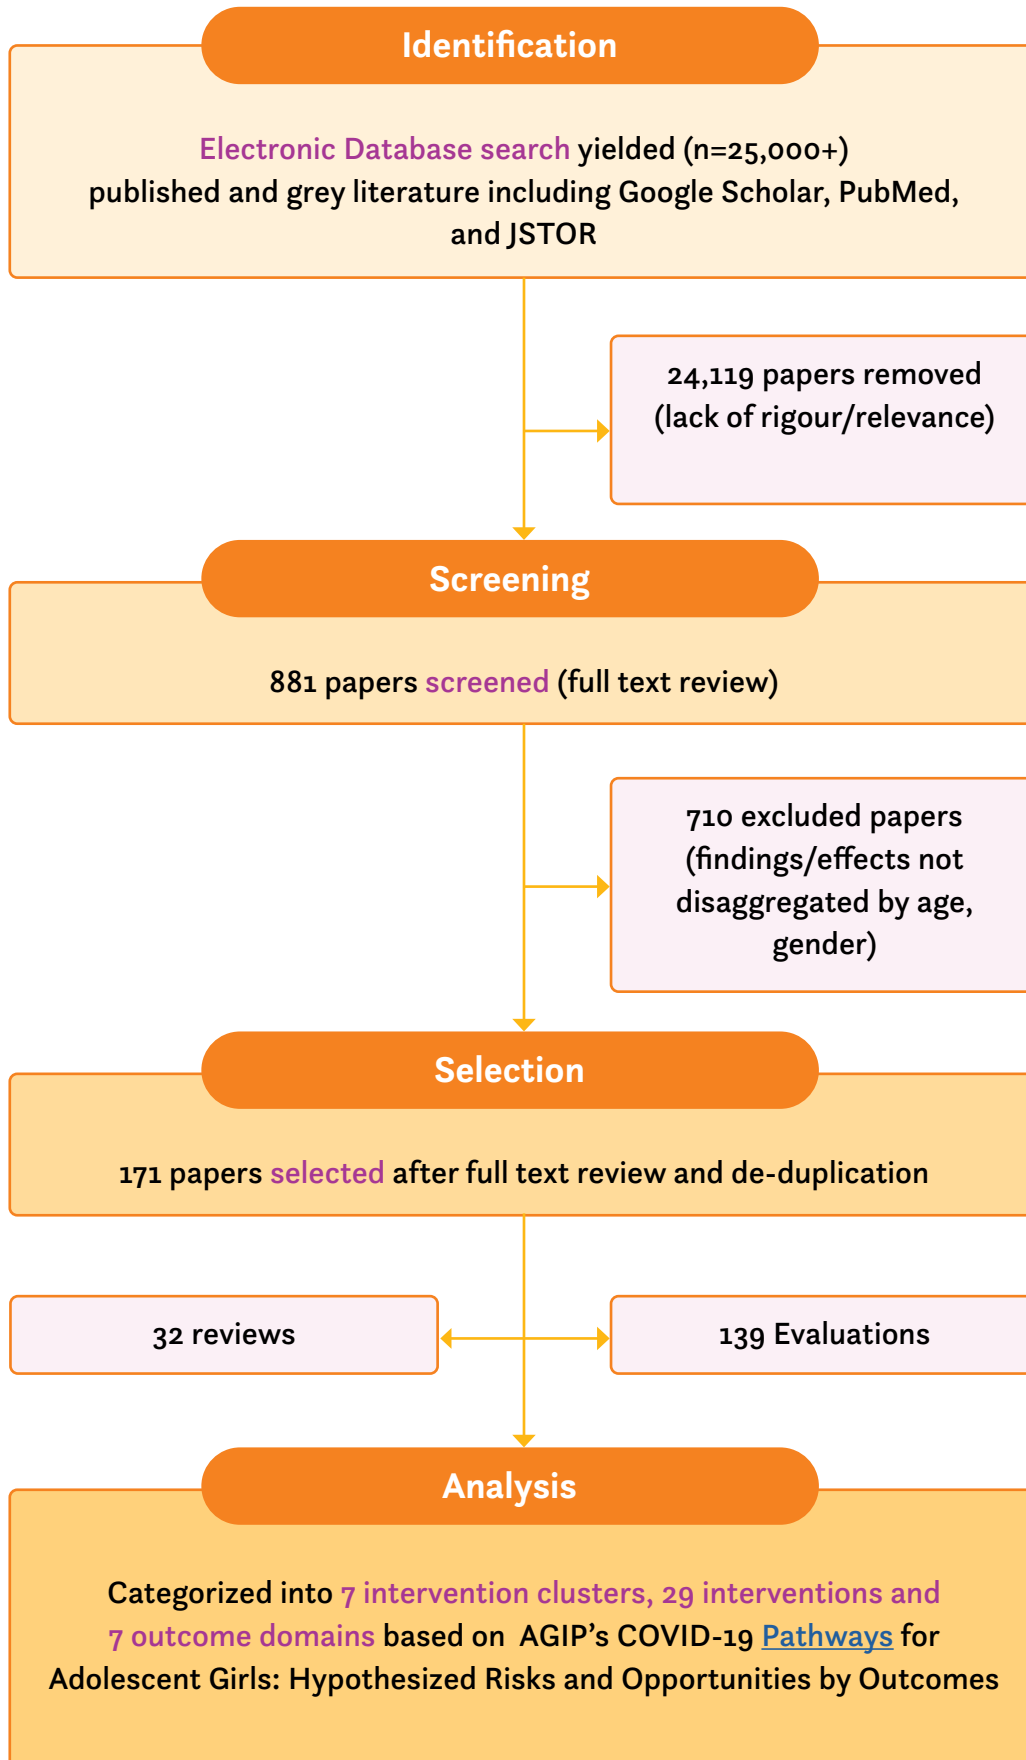 Identification
Electronic Database search yielded (n=25,000+)
published and grey literature including Google Scholar, PubMed,
and JSTOR
24,119 papers removed
(lack of rigour/relevance)
Screening
881 papers screened (full text review)
710 excluded papers
(findings/effects not
disaggregated by age,
gender)
Selection
171 papers selected after full text review and de-duplication
32 reviews
139 Evaluations
Analysis
Categorized into 7 intervention clusters, 29 interventions and
7 outcome domains based on AGIP’s COVID-19 Pathways for
Adolescent Girls: Hypothesized Risks and Opportunities by Outcomes